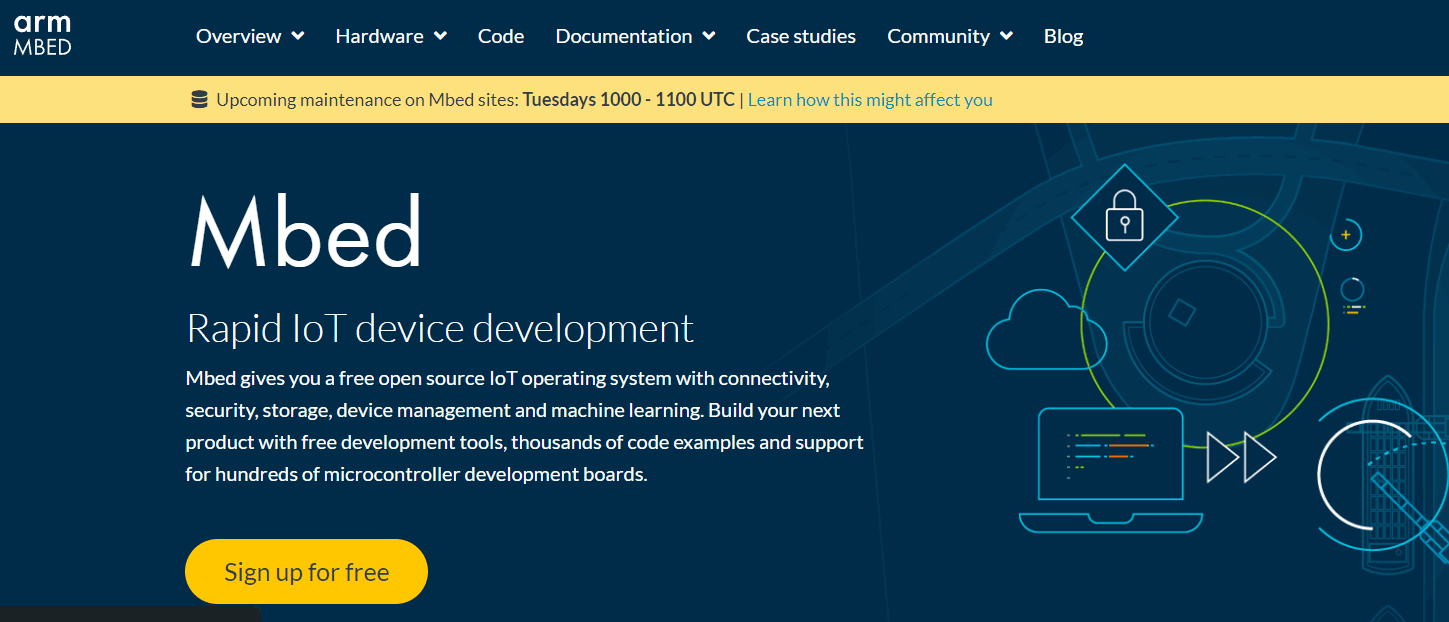 arm
MBED
Overview
Hardware
Code
Documentation
Case studies
Community
Blog
Upcoming maintenance on Mbed sites: Tuesdays 1000 - 1100 UTC | Learn how this might affect you
Mbed
Rapid IoT device development
Mbed gives you a free open source IoT operating system with connectivity,
security, storage, device management and machine learning. Build your next
product with free development tools, thousands of code examples and support
for hundreds of microcontroller development boards.
Sign up for free